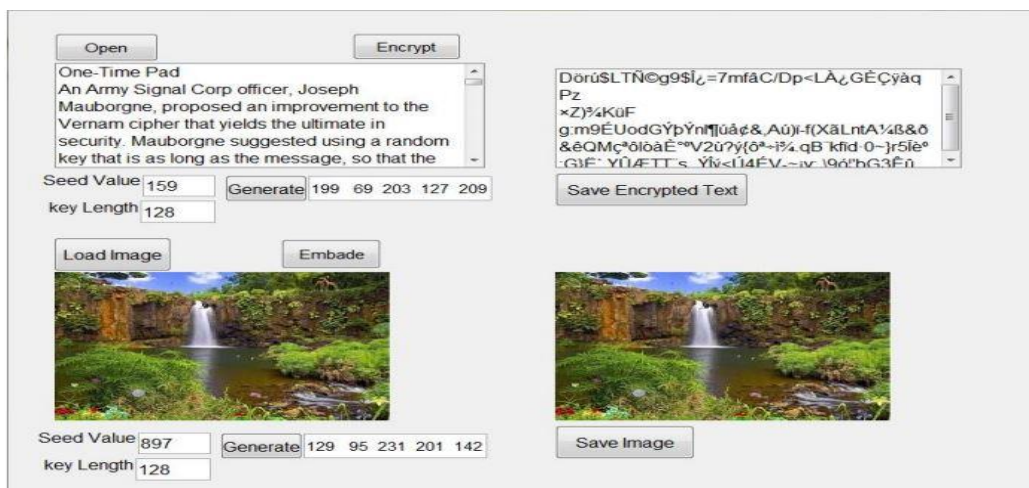 Open
Encrypt
One-Time Pad
An Army Signal Corp officer, Joseph
Mauborgne, proposed an improvement to the
Vernam cipher that yields the ultimate in
security. Mauborgne suggested using a random
key that is as long as the message, so that the
Seed Value 159
key Length 128
Generate 199 69 203 127 209
Pz
×Z)¾KüF
Save Encrypted Text
Load Image
Embade
Seed Value 897
key Length 128
Generate 129 95 231 201 142
Save Image